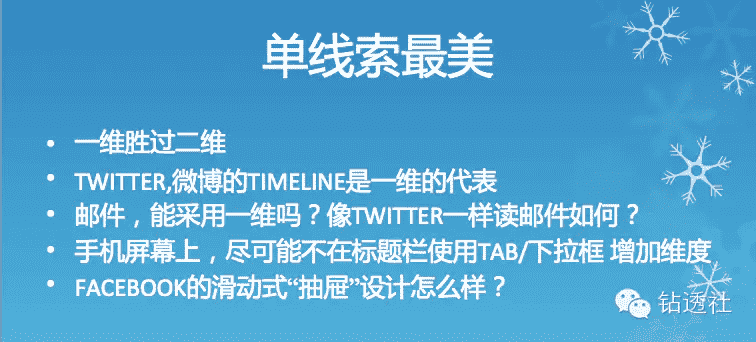 单线索最美
• 一维胜过二维
• TWITTER,微博的TIMELINE是一维的代表
• 邮件，能采用一维吗？像TWITTER一样读邮件如何？
• 手机屏幕上，尽可能不在标题栏使用TAB/下拉框 增加维度
• FACEBOOK的滑动式“抽屉”设计怎么样？
钻透社